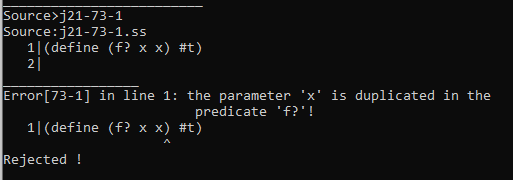 Source>j21-73-1
Source:j21-73-1.ss
1|(define (f? x x) #t)
2|
Error[73-1] in line 1: the parameter 'x' is duplicated in the
predicate 'f?'!
1|(define (f? x x) #t)
^
Rejected !